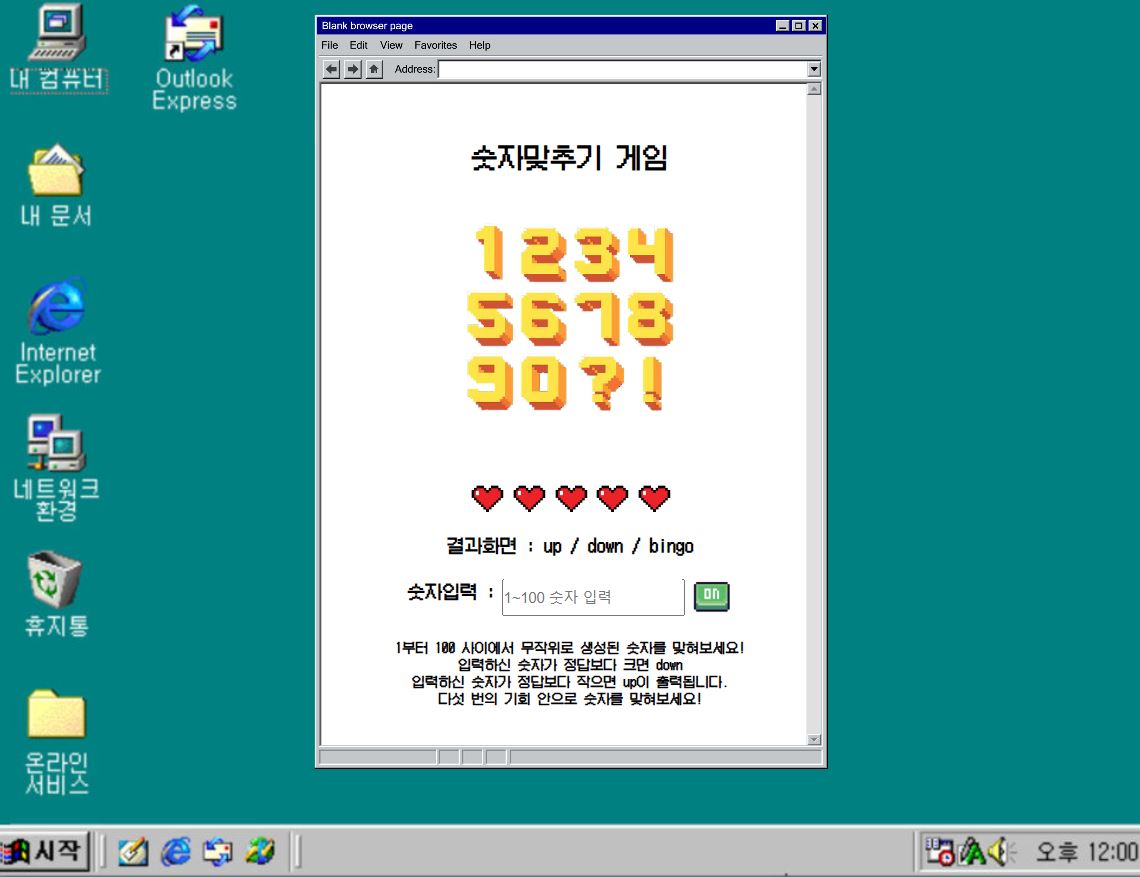 내 컴퓨터
Outlook
Express
내 문서
Internet
Explorer
네트워크
환경
휴지통
온라인
서비스
Blank browser page
File Edit View Favorites Help
Address:
숫자맞추기 게임
1234
5678
90?!
결과화면 : up / down / bingo
숫자입력 : 1~100 숫자 입력 on
1부터 100 사이에서 무작위로 생성된 숫자를 맞혀보세요!
입력하신 숫자가 정답보다 크면 down
입력하신 숫자가 정답보다 작으면 up이 출력됩니다.
다섯 번의 기회 안으로 숫자를 맞혀보세요!
시작
오후 12:00